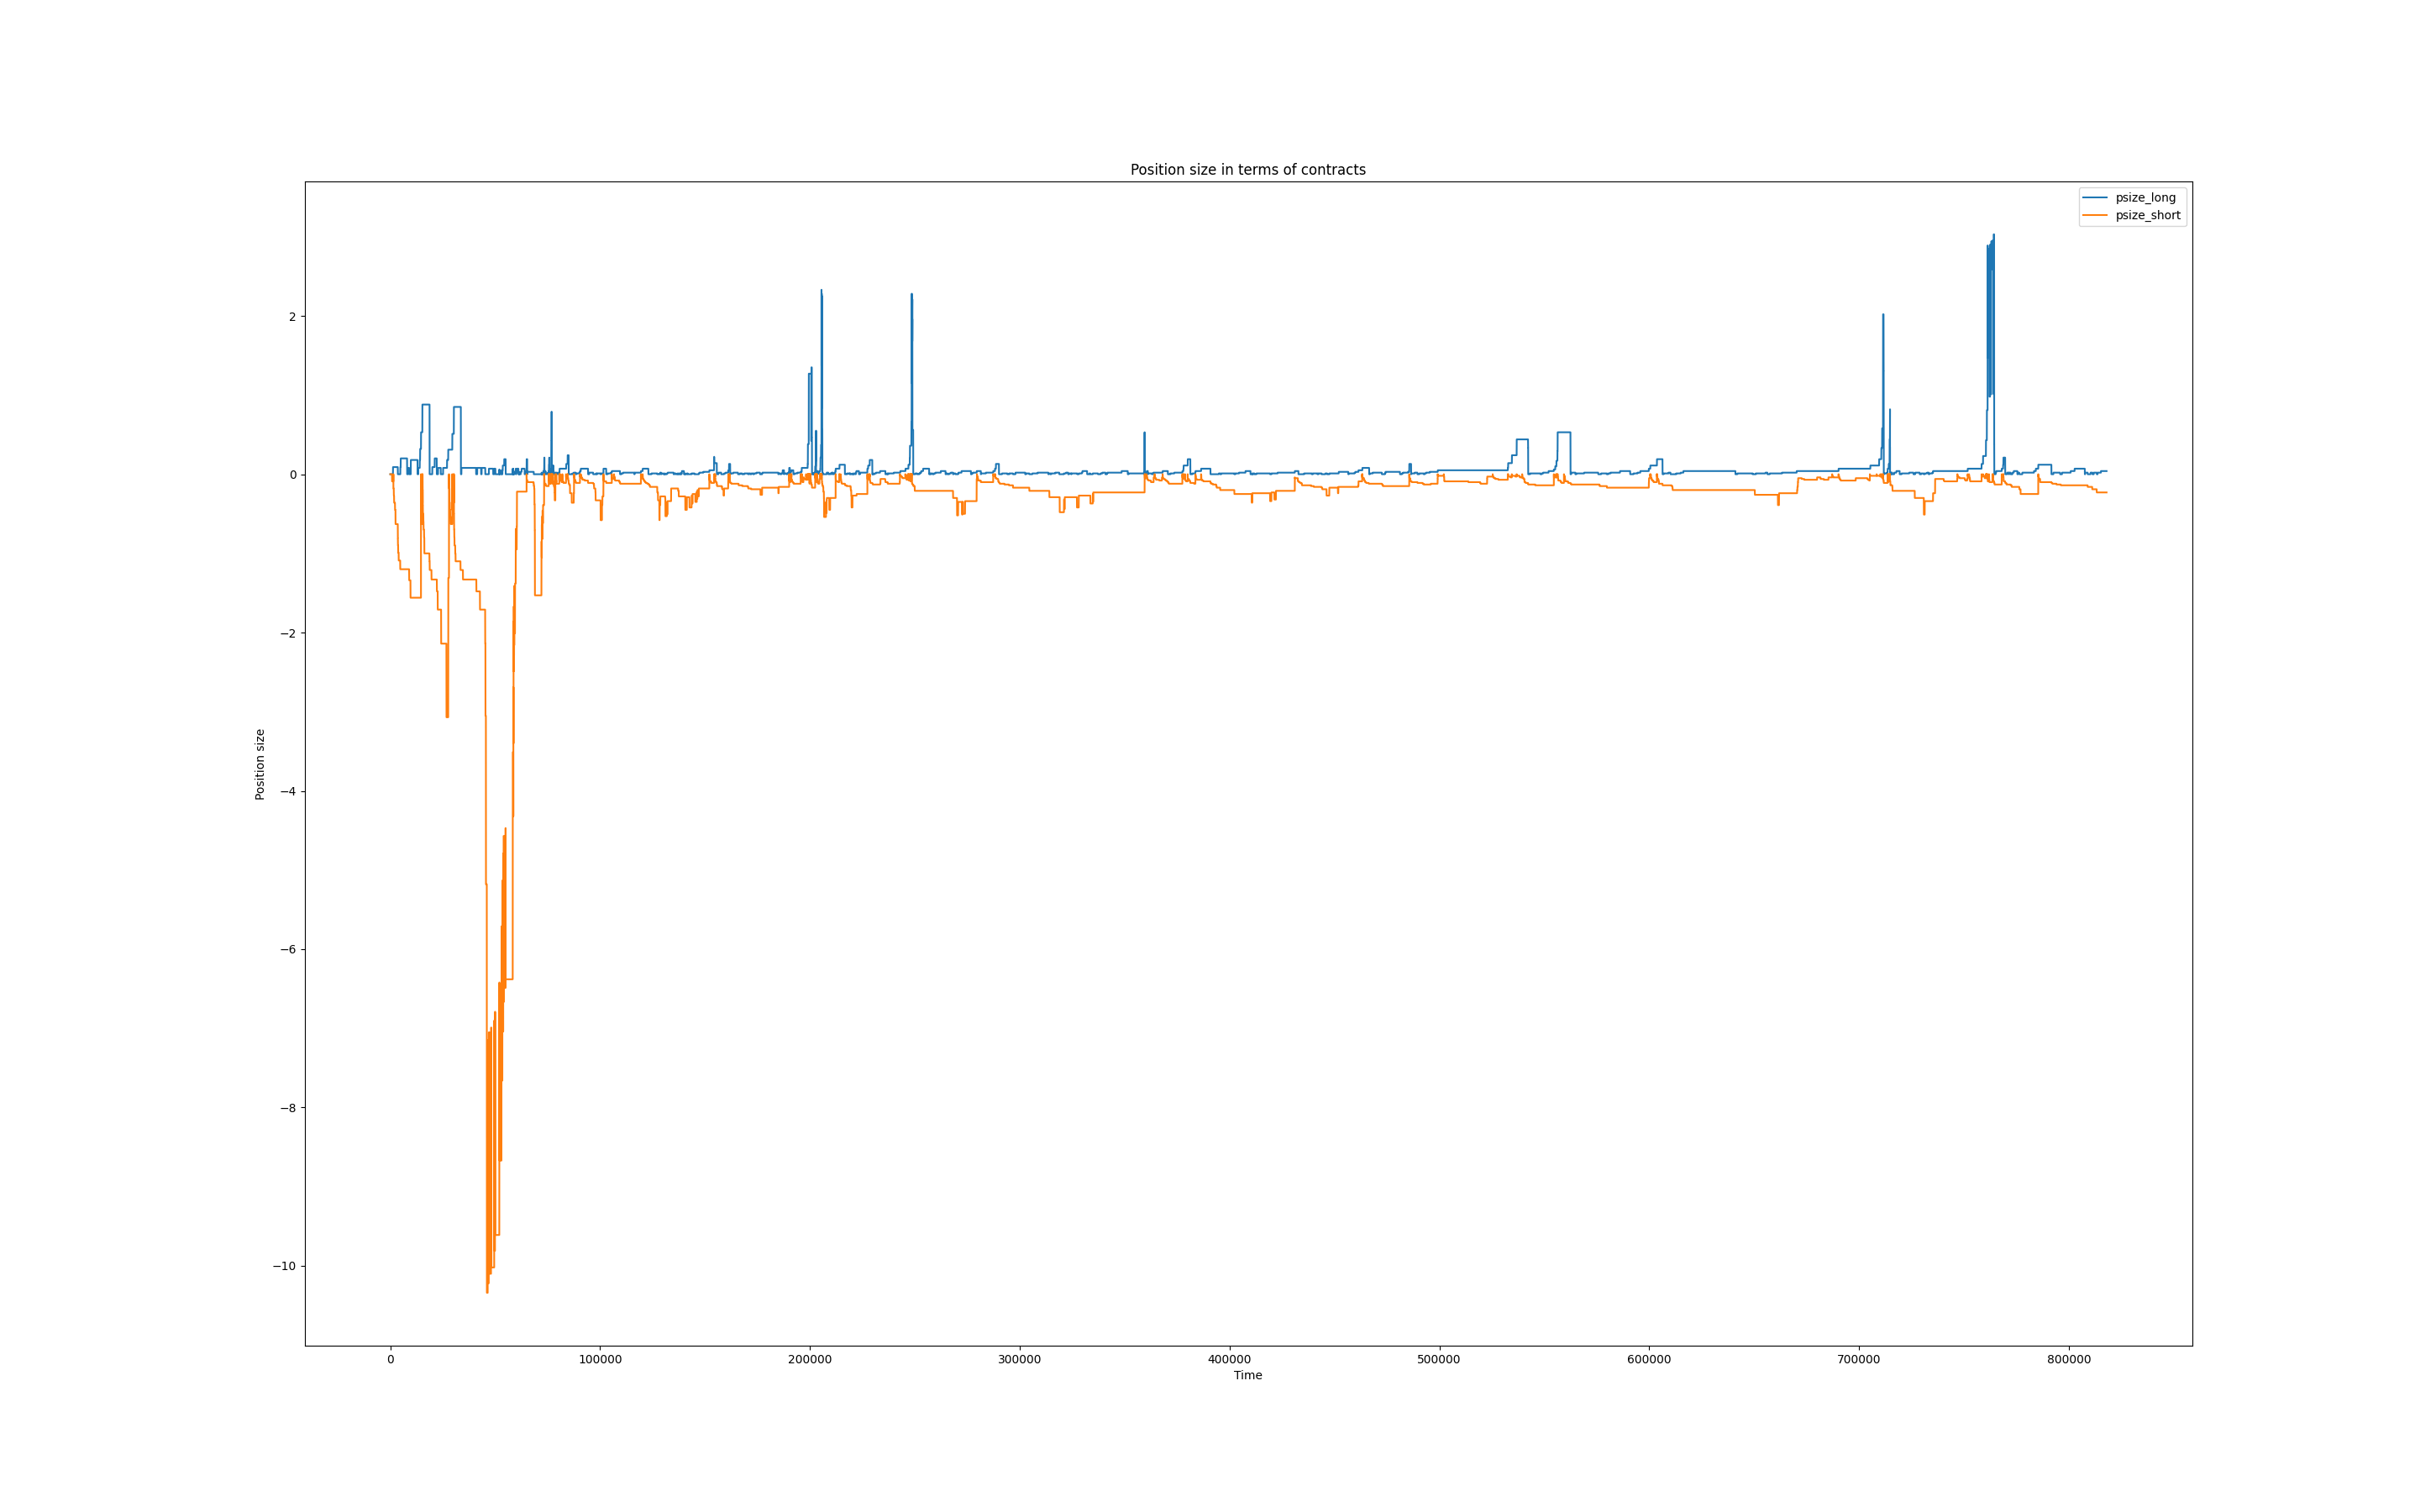 Position size in terms of contracts
psize_long
psize_short
Position size
2
0
−2
−4
−6
−8
−10
0 100000 200000 300000 400000 500000 600000 700000 800000
Time